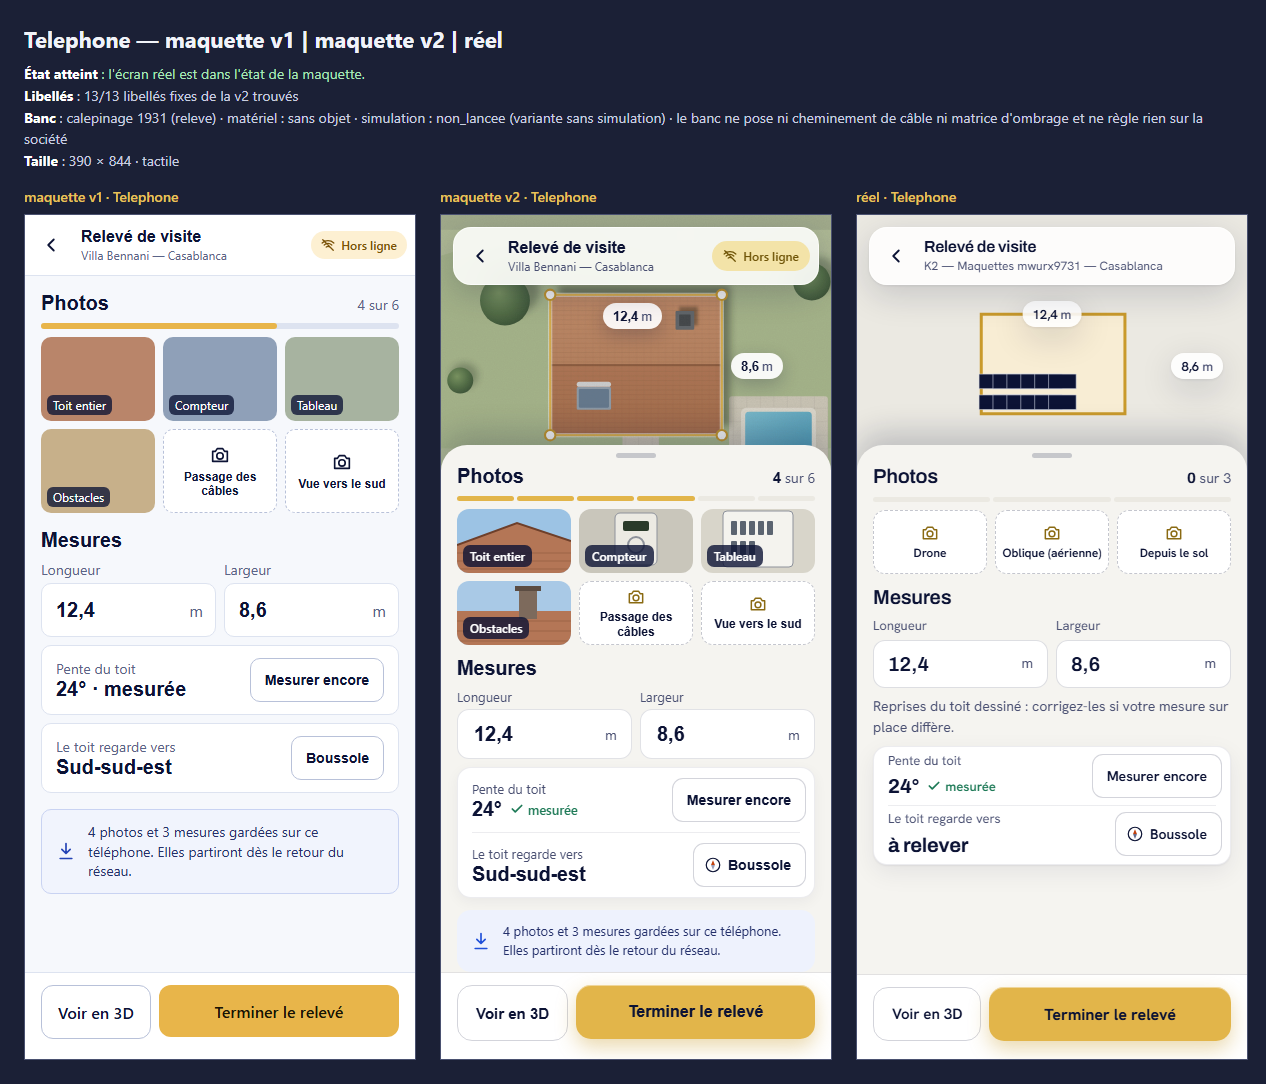 Telephone — maquette v1 | maquette v2 | réel
État atteint : l'écran réel est dans l'état de la maquette.
Libellés : 13/13 libellés fixes de la v2 trouvés
Banc : calepinage 1931 (releve) · matériel : sans objet · simulation : non_lancee (variante sans simulation) · le banc ne pose ni cheminement de câble ni matrice d'ombrage et ne règle rien sur la
société
Taille : 390 × 844 · tactile
maquette v1 · Telephone
Relevé de visite
Villa Bennani — Casablanca
Hors ligne
Photos
4 sur 6
Toit entier
Compteur
Tableau
Obstacles
Passage des
câbles
Vue vers le sud
Mesures
Longueur
Largeur
12,4 m
8,6 m
Pente du toit
24° · mesurée
Mesurer encore
Le toit regarde vers
Sud-sud-est
Boussole
4 photos et 3 mesures gardées sur ce
téléphone. Elles partiront dès le retour du
réseau.
Voir en 3D
Terminer le relevé
maquette v2 · Telephone
Relevé de visite
Villa Bennani — Casablanca
Hors ligne
12,4 m
8,6 m
Photos
4 sur 6
Toit entier
Compteur
Tableau
Obstacles
Passage des
câbles
Vue vers le sud
Mesures
Longueur
Largeur
12,4 m
8,6 m
Pente du toit
24° mesurée
Mesurer encore
Le toit regarde vers
Sud-sud-est
Boussole
4 photos et 3 mesures gardées sur ce téléphone.
Elles partiront dès le retour du réseau.
Voir en 3D
Terminer le relevé
réel · Telephone
Relevé de visite
K2 — Maquettes mwurx9731 — Casablanca
12,4 m
8,6 m
Photos
0 sur 3
Drone
Oblique (aérienne)
Depuis le sol
Mesures
Longueur
Largeur
12,4 m
8,6 m
Reprises du toit dessiné : corrigez-les si votre mesure sur
place diffère.
Pente du toit
24° mesurée
Mesurer encore
Le toit regarde vers
à relever
Boussole
Voir en 3D
Terminer le relevé